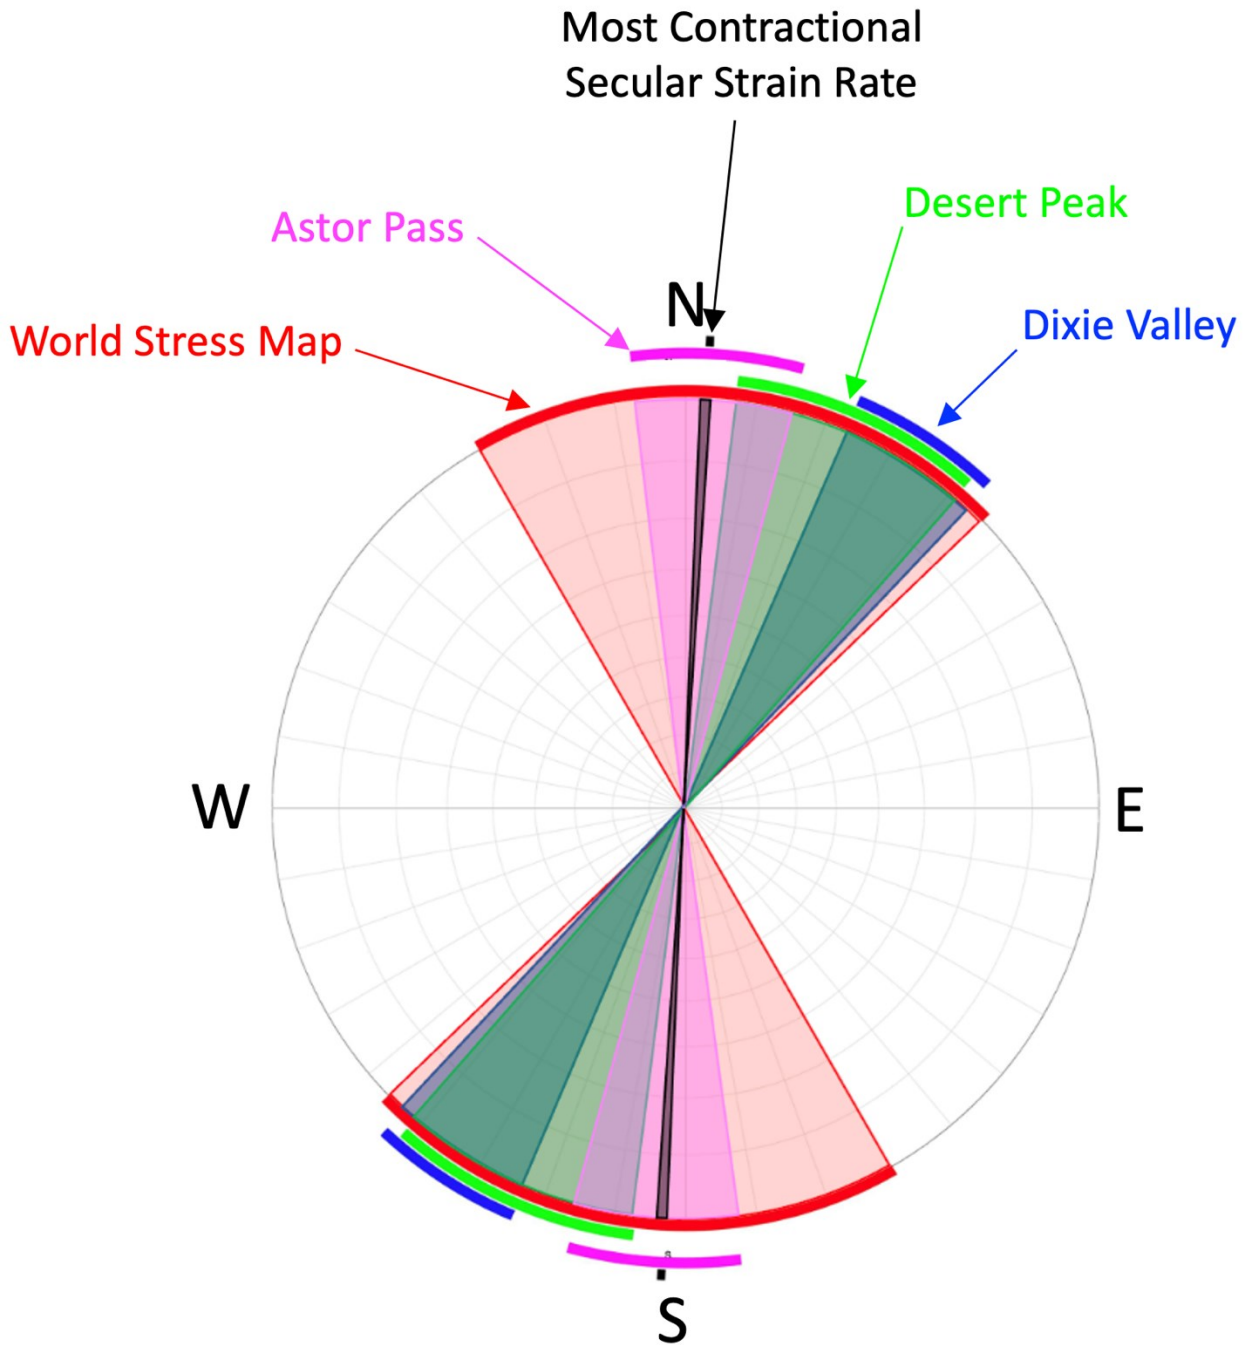 Most Contractional
Secular Strain Rate
Desert Peak
Astor Pass
N
Dixie Valley
World Stress Map
W
E
S